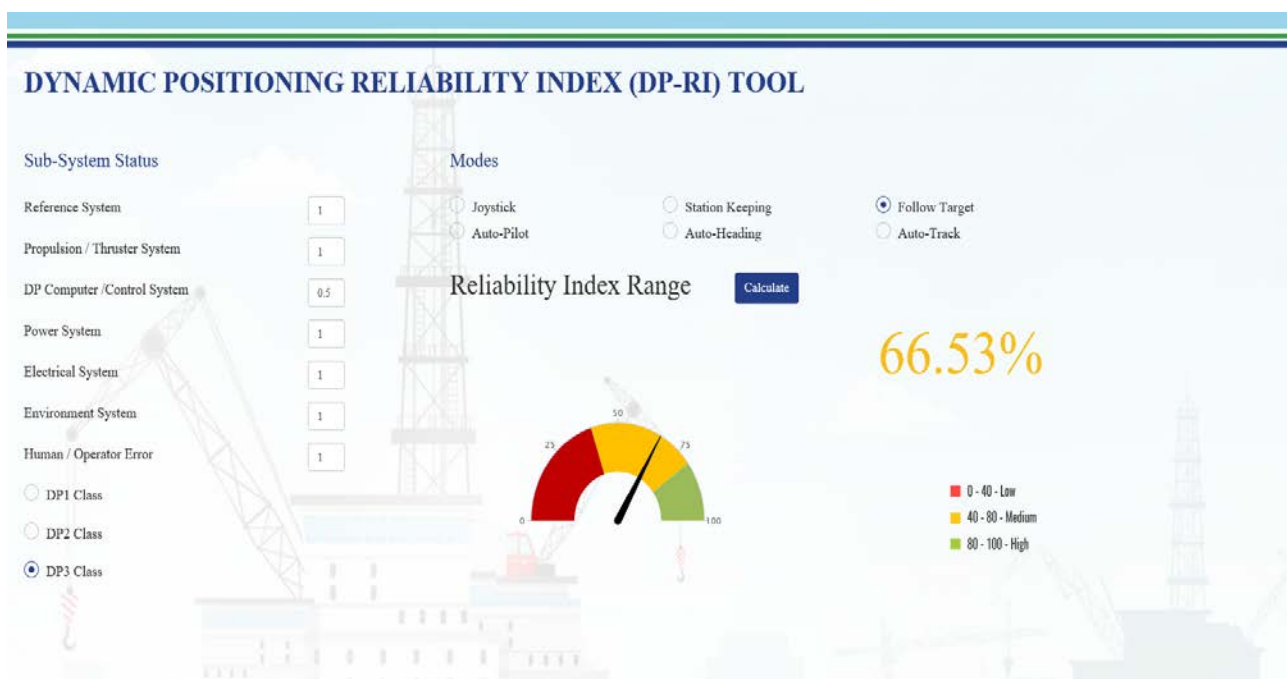 DYNAMIC POSITIONING RELIABILITY INDEX (DP-RI) TOOL
Sub-System Status
Reference System 1
Propulsion / Thruster System 1
DP Computer /Control System 0.5
Power System 1
Electrical System 1
Environment System 1
Human / Operator Error 1
DP1 Class
DP2 Class
DP3 Class
Modes
Joystick Station Keeping Follow Target
Auto-Pilot Auto-Heading Auto-Track
Reliability Index Range Calculate
66.53%
50
25 75
0 100
0 - 40 - Low
40 - 80 - Medium
80 - 100 - High